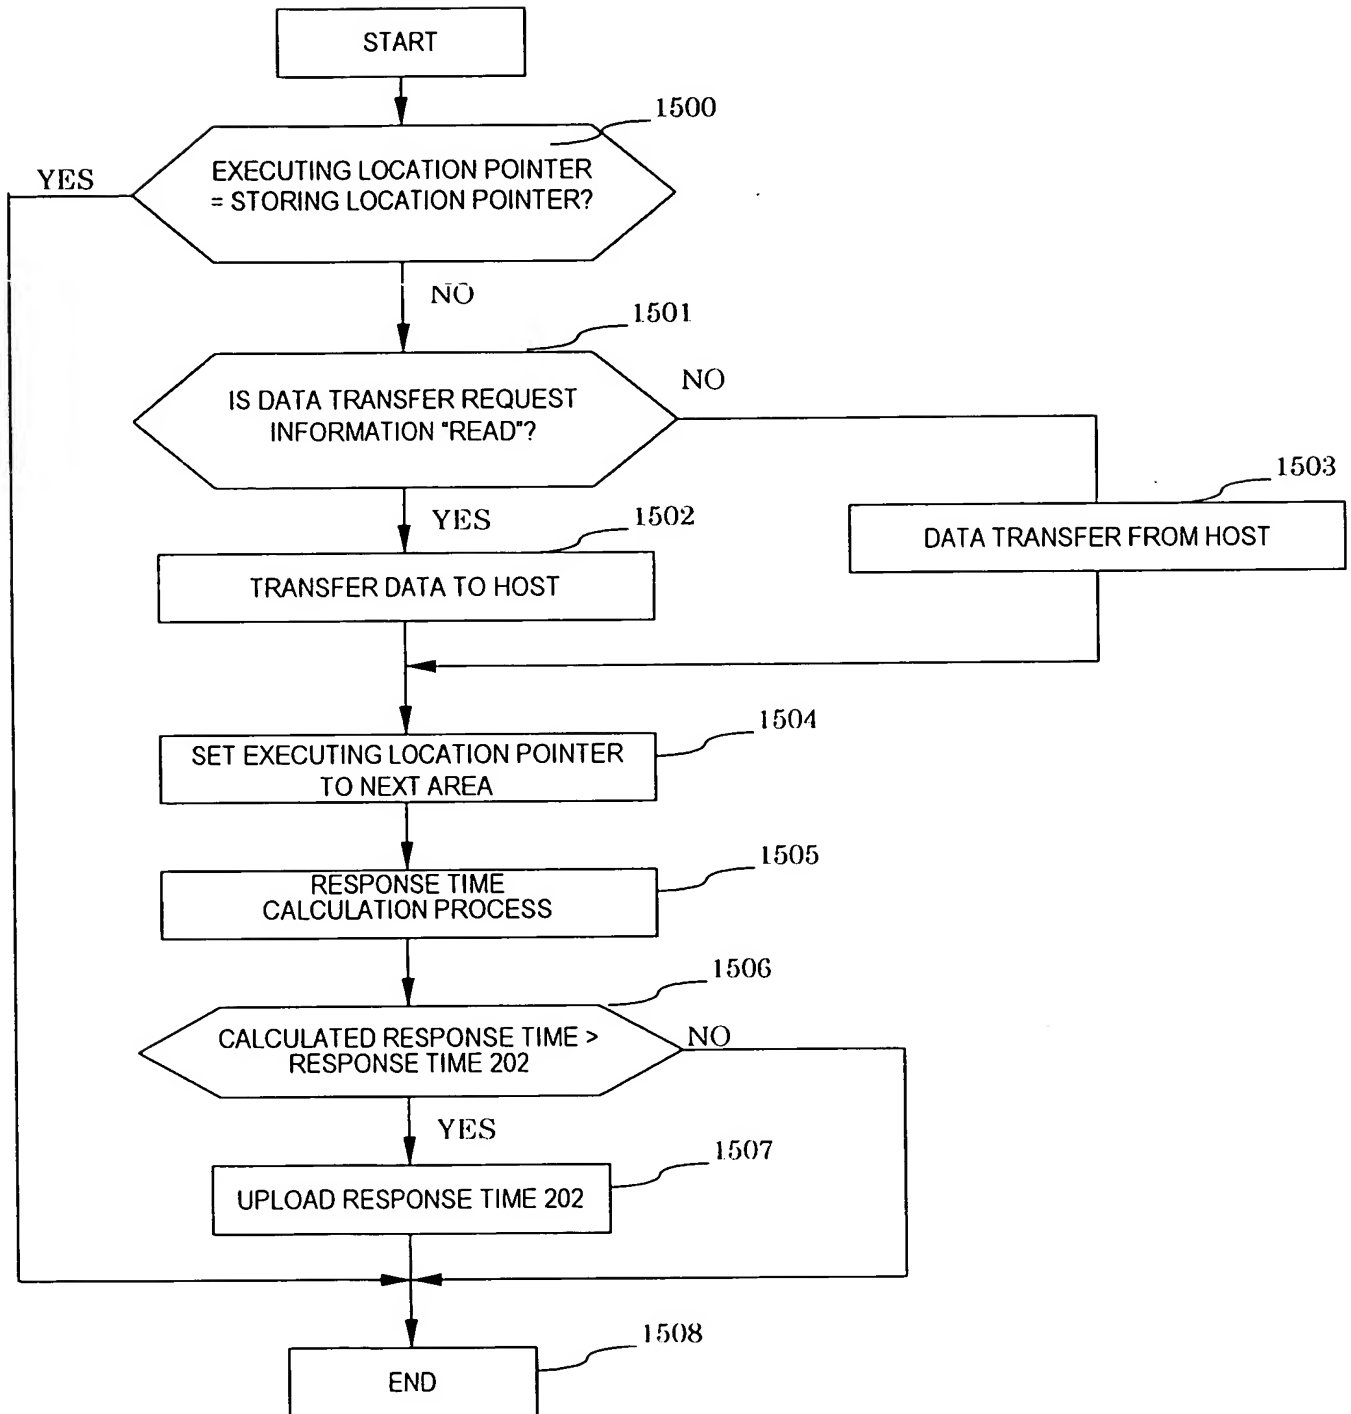 START
1500
YES
EXECUTING LOCATION POINTER
= STORING LOCATION POINTER?
NO
1501
NO
IS DATA TRANSFER REQUEST
INFORMATION "READ"?
1503
YES
1502
DATA TRANSFER FROM HOST
TRANSFER DATA TO HOST
1504
SET EXECUTING LOCATION POINTER
TO NEXT AREA
1505
RESPONSE TIME
CALCULATION PROCESS
1506
CALCULATED RESPONSE TIME >
RESPONSE TIME 202
NO
YES
1507
UPLOAD RESPONSE TIME 202
1508
END